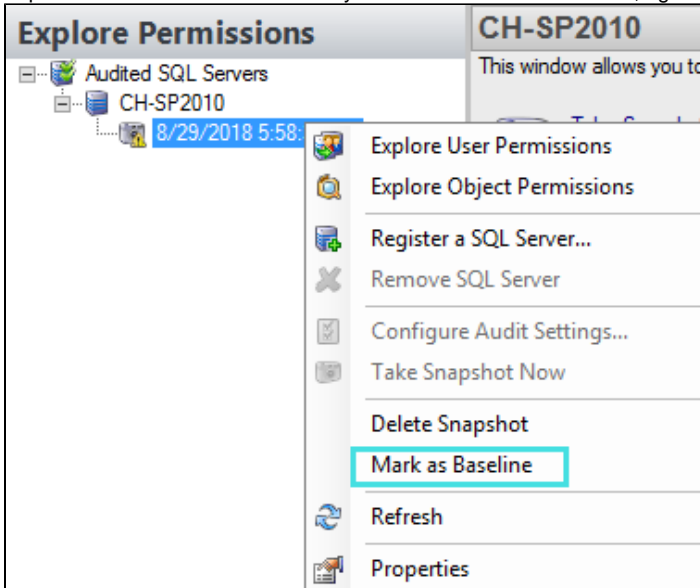 Explore Permissions
CH-SP2010
This window allows you to
Audited SQL Servers
CH-SP2010
8/29/2018 5:58:
Explore User Permissions
Explore Object Permissions
Register a SQL Server...
Remove SQL Server
Configure Audit Settings...
Take Snapshot Now
Delete Snapshot
Mark as Baseline
Refresh
Properties